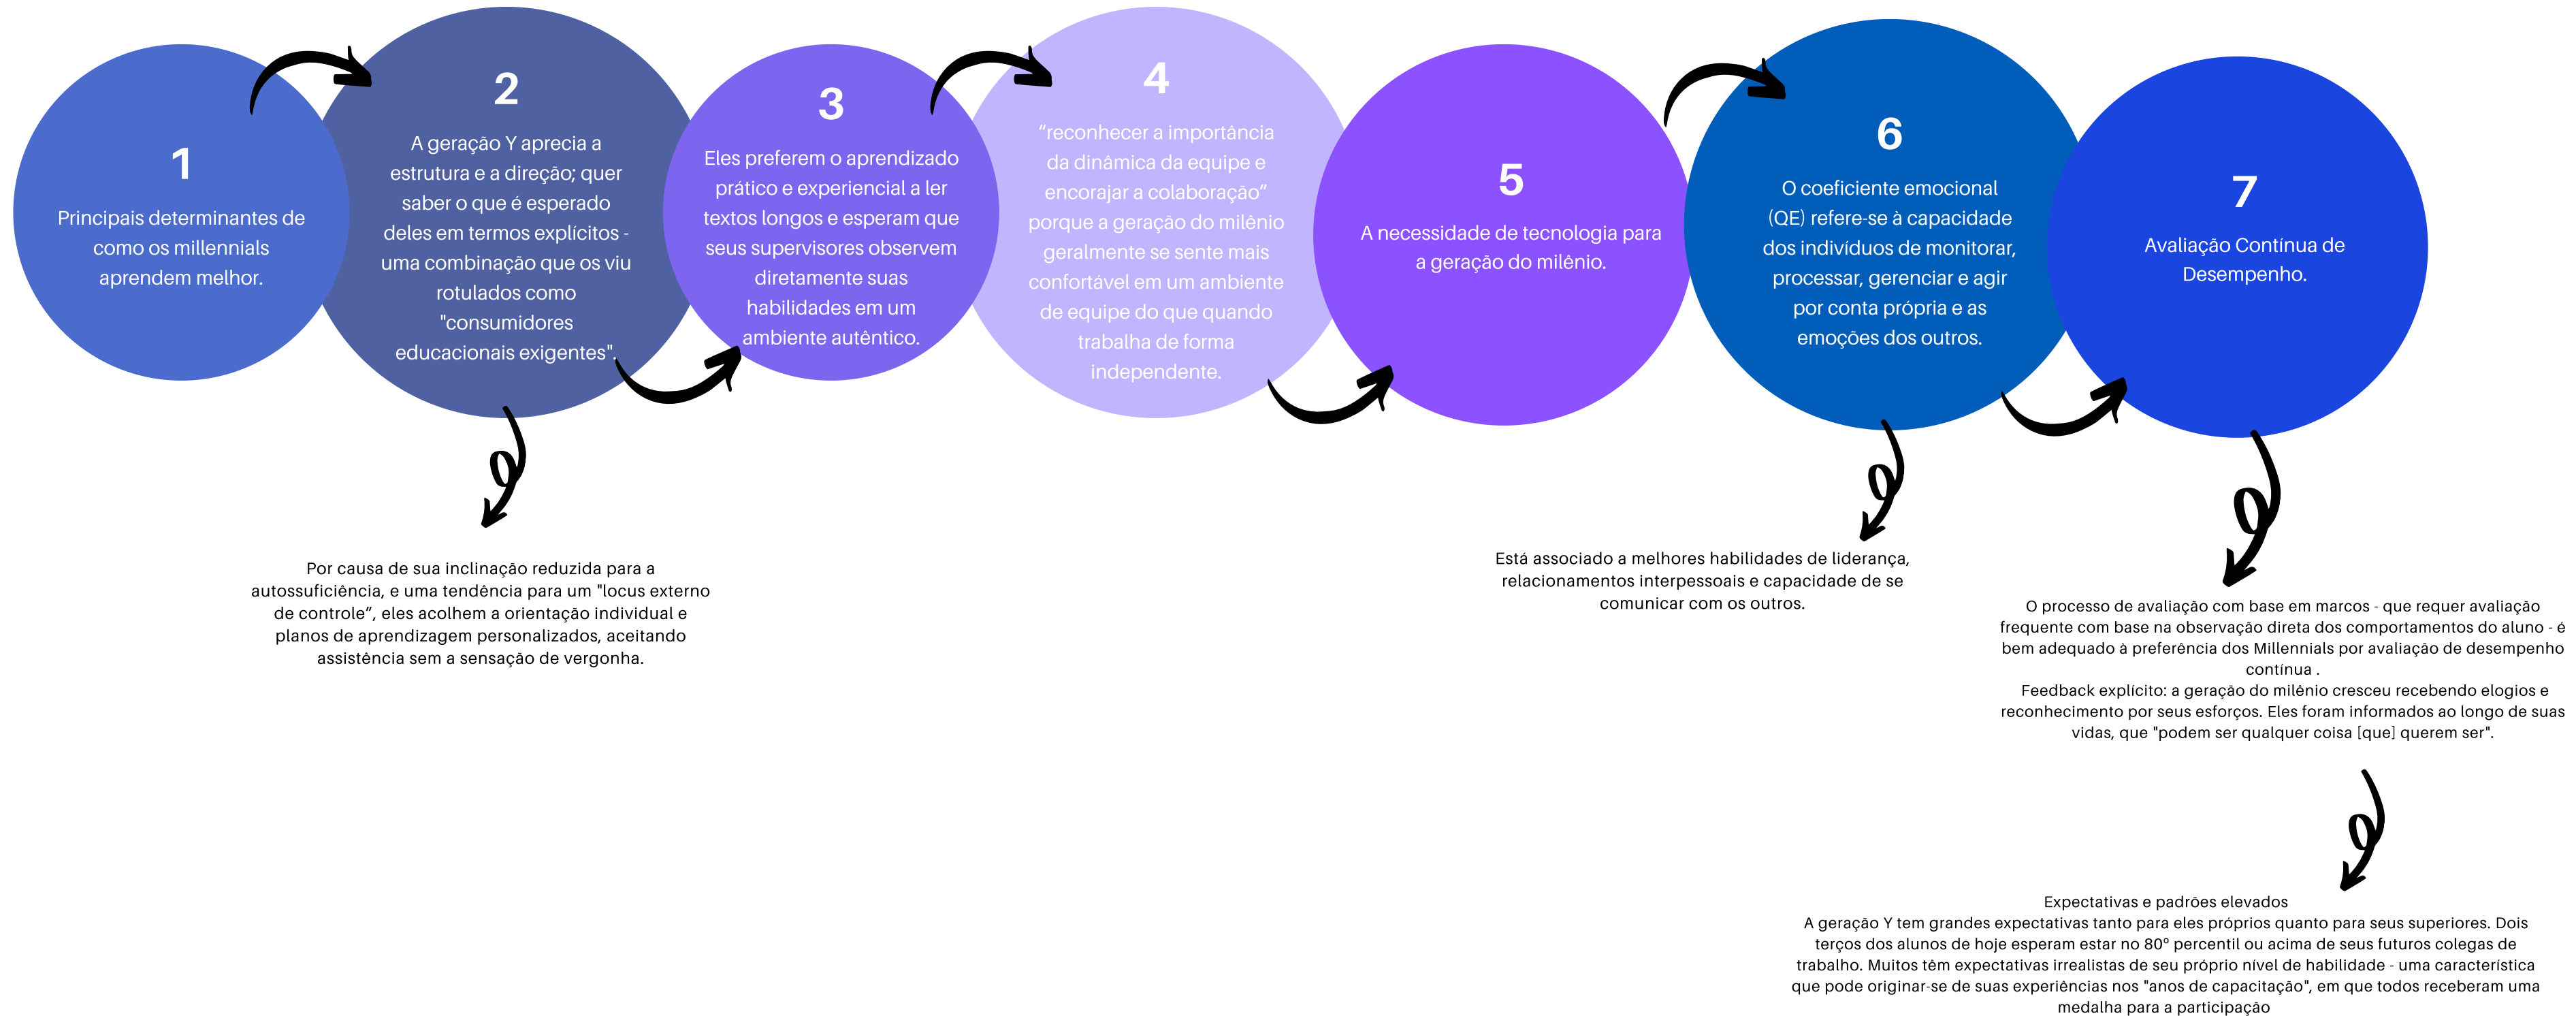 1
Principais determinantes de
como os millennials
aprendem melhor.
2
A geração Y aprecia a
estrutura e a direção; quer
saber o que é esperado
deles em termos explícitos -
uma combinação que os viu
rotulados como
"consumidores
educacionais exigentes".
Por causa de sua inclinação reduzida para a
autossuficiência, e uma tendência para um "locus externo
de controle”, eles acolhem a orientação individual e
planos de aprendizagem personalizados, aceitando
assistência sem a sensação de vergonha.
3
Eles preferem o aprendizado
prático e experiencial a ler
textos longos e esperam que
seus supervisores observem
diretamente suas
habilidades em um
ambiente autêntico.
4
“reconhecer a importância
da dinâmica da equipe e
encorajar a colaboração”
porque a geração do milênio
geralmente se sente mais
confortável em um ambiente
de equipe do que quando
trabalha de forma
independente.
5
A necessidade de tecnologia para
a geração do milênio.
6
O coeficiente emocional
(QE) refere-se à capacidade
dos indivíduos de monitorar,
processar, gerenciar e agir
por conta própria e as
emoções dos outros.
Está associado a melhores habilidades de liderança,
relacionamentos interpessoais e capacidade de se
comunicar com os outros.
7
Avaliação Contínua de
Desempenho.
O processo de avaliação com base em marcos - que requer avaliação
frequente com base na observação direta dos comportamentos do aluno - é
bem adequado à preferência dos Millennials por avaliação de desempenho
contínua .
Feedback explícito: a geração do milênio cresceu recebendo elogios e
reconhecimento por seus esforços. Eles foram informados ao longo de suas
vidas, que "podem ser qualquer coisa [que] querem ser".
Expectativas e padrões elevados
A geração Y tem grandes expectativas tanto para eles próprios quanto para seus superiores. Dois
terços dos alunos de hoje esperam estar no 80º percentil ou acima de seus futuros colegas de
trabalho. Muitos têm expectativas irrealistas de seu próprio nível de habilidade - uma característica
que pode originar-se de suas experiências nos "anos de capacitação", em que todos receberam uma
medalha para a participação